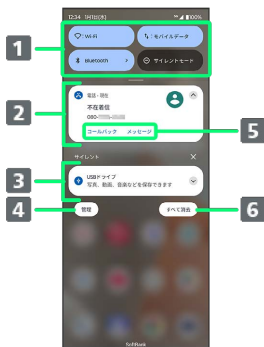 12:34 1月1日(木) 100%
Wi-Fi
モバイルデータ
Bluetooth
サイレントモード
1
2
電話・現在
不在着信
080-
コールバック メッセージ
5
サイレント
3
USBドライブ
写真、動画、音楽などを保存できます
4
管理
すべて消去
6
SoftBank